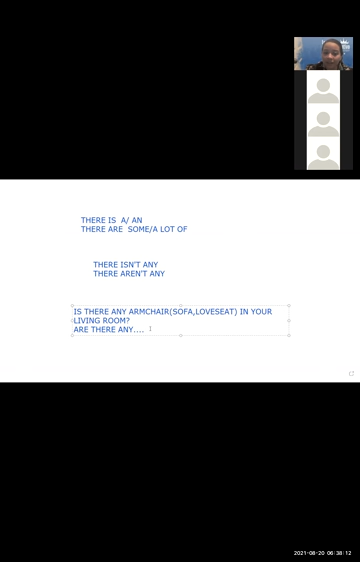 THERE IS A/ AN
THERE ARE SOME/A LOT OF
THERE ISN'T ANY
THERE AREN'T ANY
IS THERE ANY ARMCHAIR(SOFA,LOVESEAT) IN YOUR
LIVING ROOM?
ARE THERE ANY....
2021-08-20 06:38:12